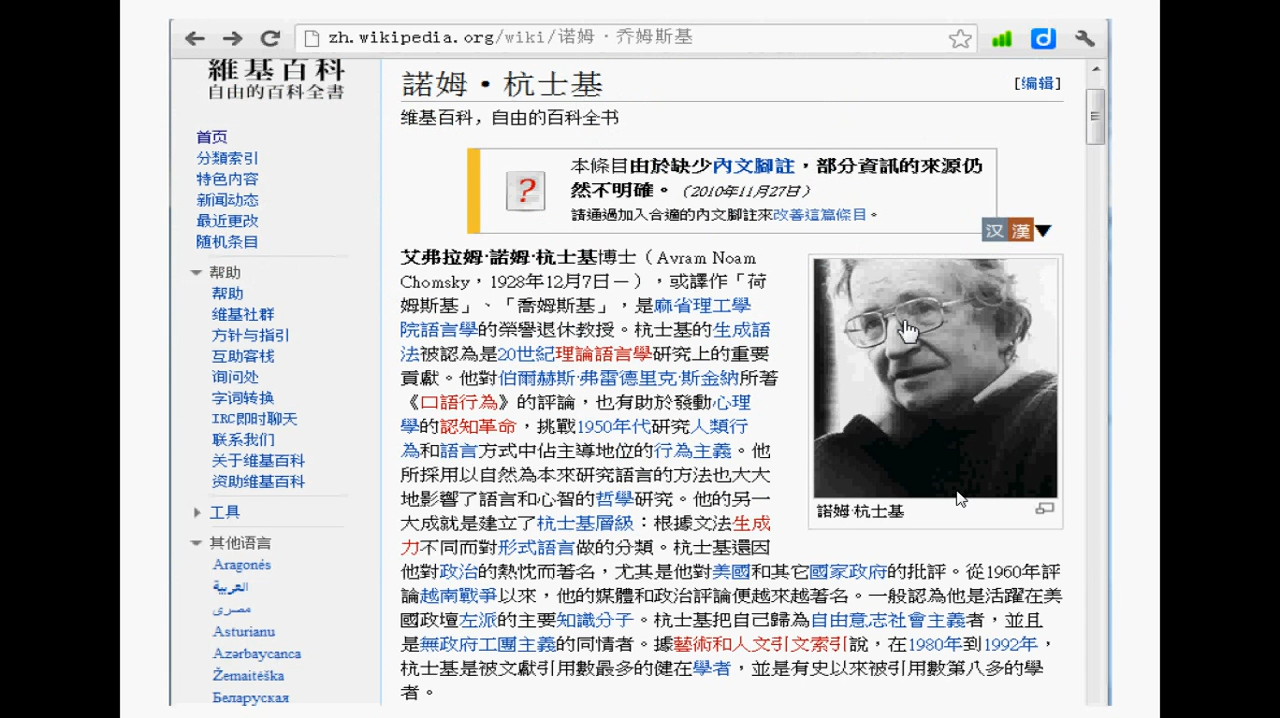 zh.wikipedia.org/wiki/诺姆·乔姆斯基
維基百科
自由的百科全書
首页
分類索引
特色内容
新闻动态
最近更改
随机条目
帮助
帮助
维基社群
方针与指引
互助客栈
询问处
字词转换
IRC即时聊天
联系我们
关于维基百科
资助维基百科
工具
其他语言
Aragonés
العربية
مصرى
Asturianu
Azərbaycanca
Žemaitėška
Беларуская
諾姆·杭士基
[编辑]
维基百科，自由的百科全书
本條目由於缺少內文腳註，部分資訊的來源仍
然不明確。（2010年11月27日）
請通過加入合適的內文腳註來改善這篇條目。
汉 漢
艾弗拉姆·諾姆·杭士基博士（Avram Noam
Chomsky，1928年12月7日－），或譯作「荷
姆斯基」、「喬姆斯基」，是麻省理工學
院語言學的榮譽退休教授。杭士基的生成語
法被認為是20世紀理論語言學研究上的重要
貢獻。他對伯爾赫斯·弗雷德里克·斯金納所著
《口語行為》的評論，也有助於發動心理
學的認知革命，挑戰1950年代研究人類行
為和語言方式中佔主導地位的行為主義。他
所採用以自然為本來研究語言的方法也大大
地影響了語言和心智的哲學研究。他的另一
大成就是建立了杭士基層級：根據文法生成
力不同而對形式語言做的分類。杭士基還因
他對政治的熱忱而著名，尤其是他對美國和其它國家政府的批評。從1960年評
論越南戰爭以來，他的媒體和政治評論便越來越著名。一般認為他是活躍在美
國政壇左派的主要知識分子。杭士基把自己歸為自由意志社會主義者，並且
是無政府工團主義的同情者。據藝術和人文引文索引說，在1980年到1992年，
杭士基是被文獻引用數最多的健在學者，並是有史以來被引用數第八多的學
者。
諾姆·杭士基